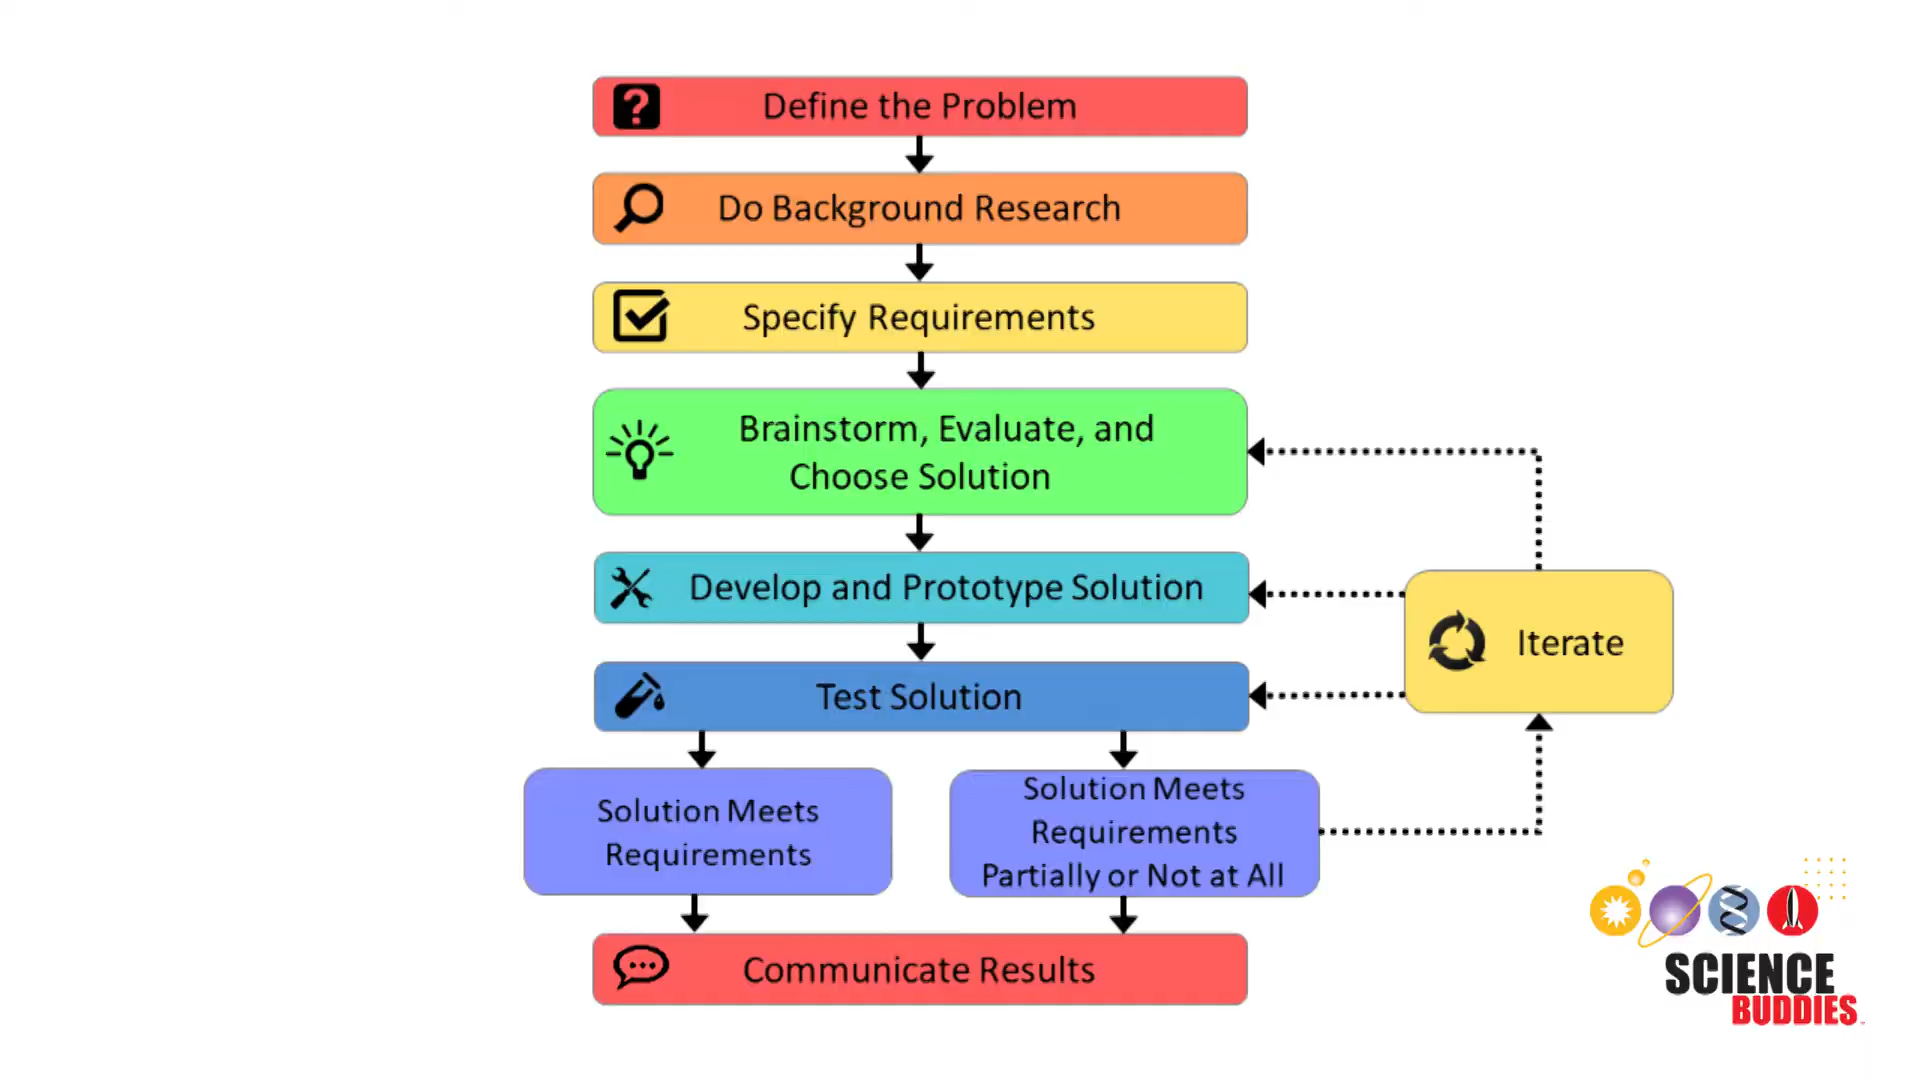 Define the Problem
Do Background Research
Specify Requirements
Brainstorm, Evaluate, and
Choose Solution
Develop and Prototype Solution
Iterate
Test Solution
Solution Meets
Requirements
Solution Meets
Requirements
Partially or Not at All
Communicate Results
SCIENCE
BUDDIES